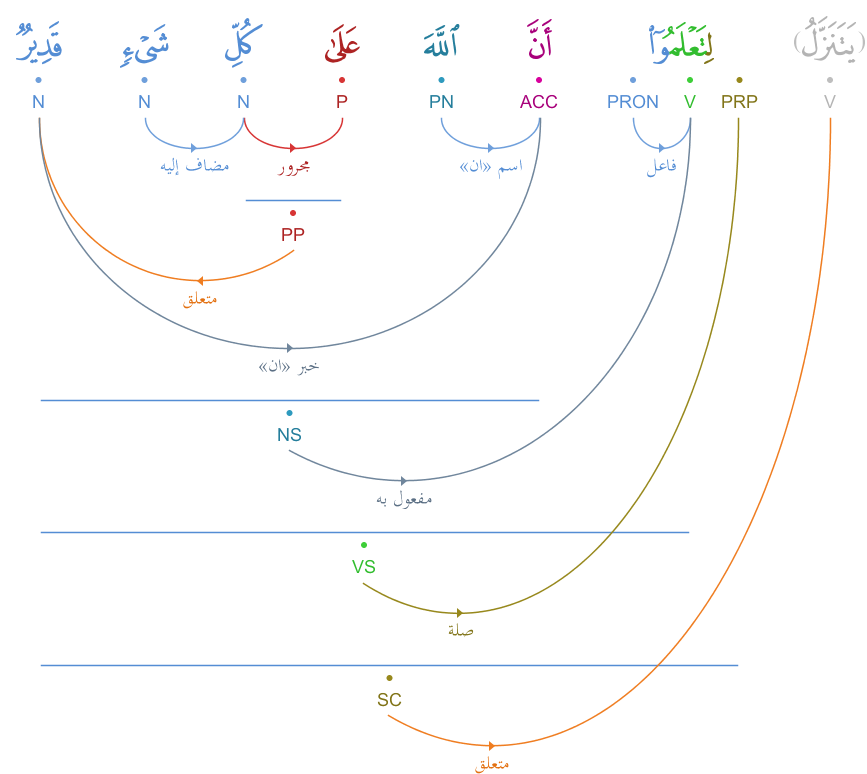 (يَتَنَزَّلُ) لِتَعْلَمُوٓا۟ أَنَّ ٱللَّهَ عَلَىٰ كُلِّ شَىْءٍ قَدِيرٌ
V PRP V PRON ACC PN P N N N
فاعل اسم «ان» مجرور مضاف إليه
PP
متعلق
خبر «ان»
NS
مفعول به
VS
صلة
SC
متعلق